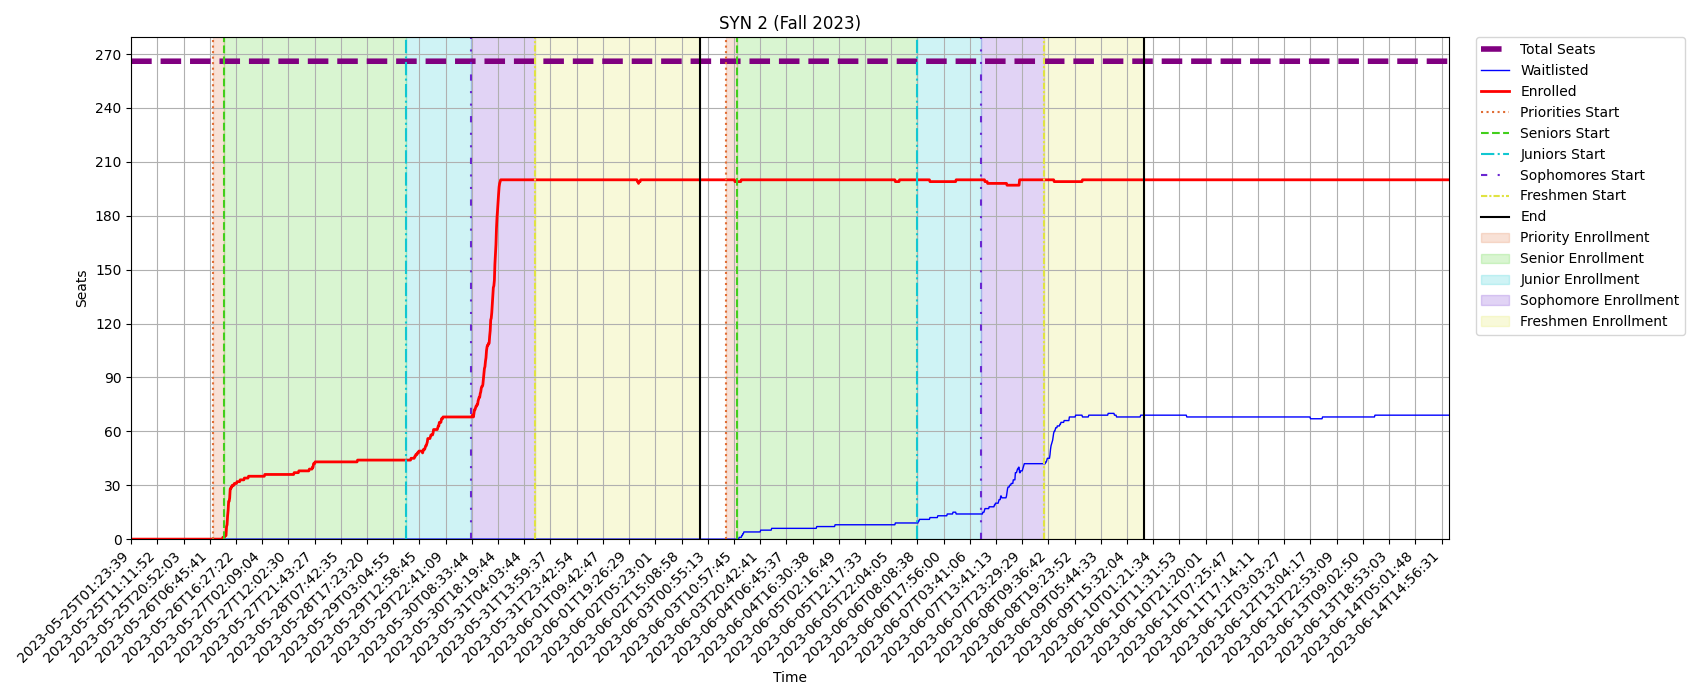 SYN 2 (Fall 2023)
270
240
210
180
150
120
90
60
30
0
Seats
2023-05-25T01:23:39
2023-05-25T11:11:52
2023-05-25T20:52:03
2023-05-26T06:45:41
2023-05-26T16:27:22
2023-05-27T02:09:04
2023-05-27T12:02:30
2023-05-27T21:43:27
2023-05-28T07:42:35
2023-05-28T17:23:20
2023-05-29T03:04:55
2023-05-29T12:58:45
2023-05-29T22:41:09
2023-05-30T08:33:44
2023-05-30T18:19:44
2023-05-31T04:03:44
2023-05-31T13:59:37
2023-05-31T23:42:54
2023-06-01T09:42:47
2023-06-01T19:26:29
2023-06-02T05:23:01
2023-06-02T15:08:58
2023-06-03T00:55:13
2023-06-03T10:57:45
2023-06-03T20:42:41
2023-06-04T06:45:37
2023-06-04T16:30:38
2023-06-05T02:16:49
2023-06-05T12:17:33
2023-06-05T22:04:05
2023-06-06T08:08:38
2023-06-06T17:56:00
2023-06-07T03:41:06
2023-06-07T13:41:13
2023-06-07T23:29:29
2023-06-08T09:36:42
2023-06-08T19:23:52
2023-06-09T05:44:33
2023-06-09T15:32:04
2023-06-10T01:21:34
2023-06-10T11:31:53
2023-06-10T21:20:01
2023-06-11T07:25:47
2023-06-11T17:14:11
2023-06-12T03:03:27
2023-06-12T13:04:17
2023-06-12T22:53:09
2023-06-13T09:02:50
2023-06-13T18:53:03
2023-06-14T05:01:48
2023-06-14T14:56:31
Time
Total Seats
Waitlisted
Enrolled
Priorities Start
Seniors Start
Juniors Start
Sophomores Start
Freshmen Start
End
Priority Enrollment
Senior Enrollment
Junior Enrollment
Sophomore Enrollment
Freshmen Enrollment